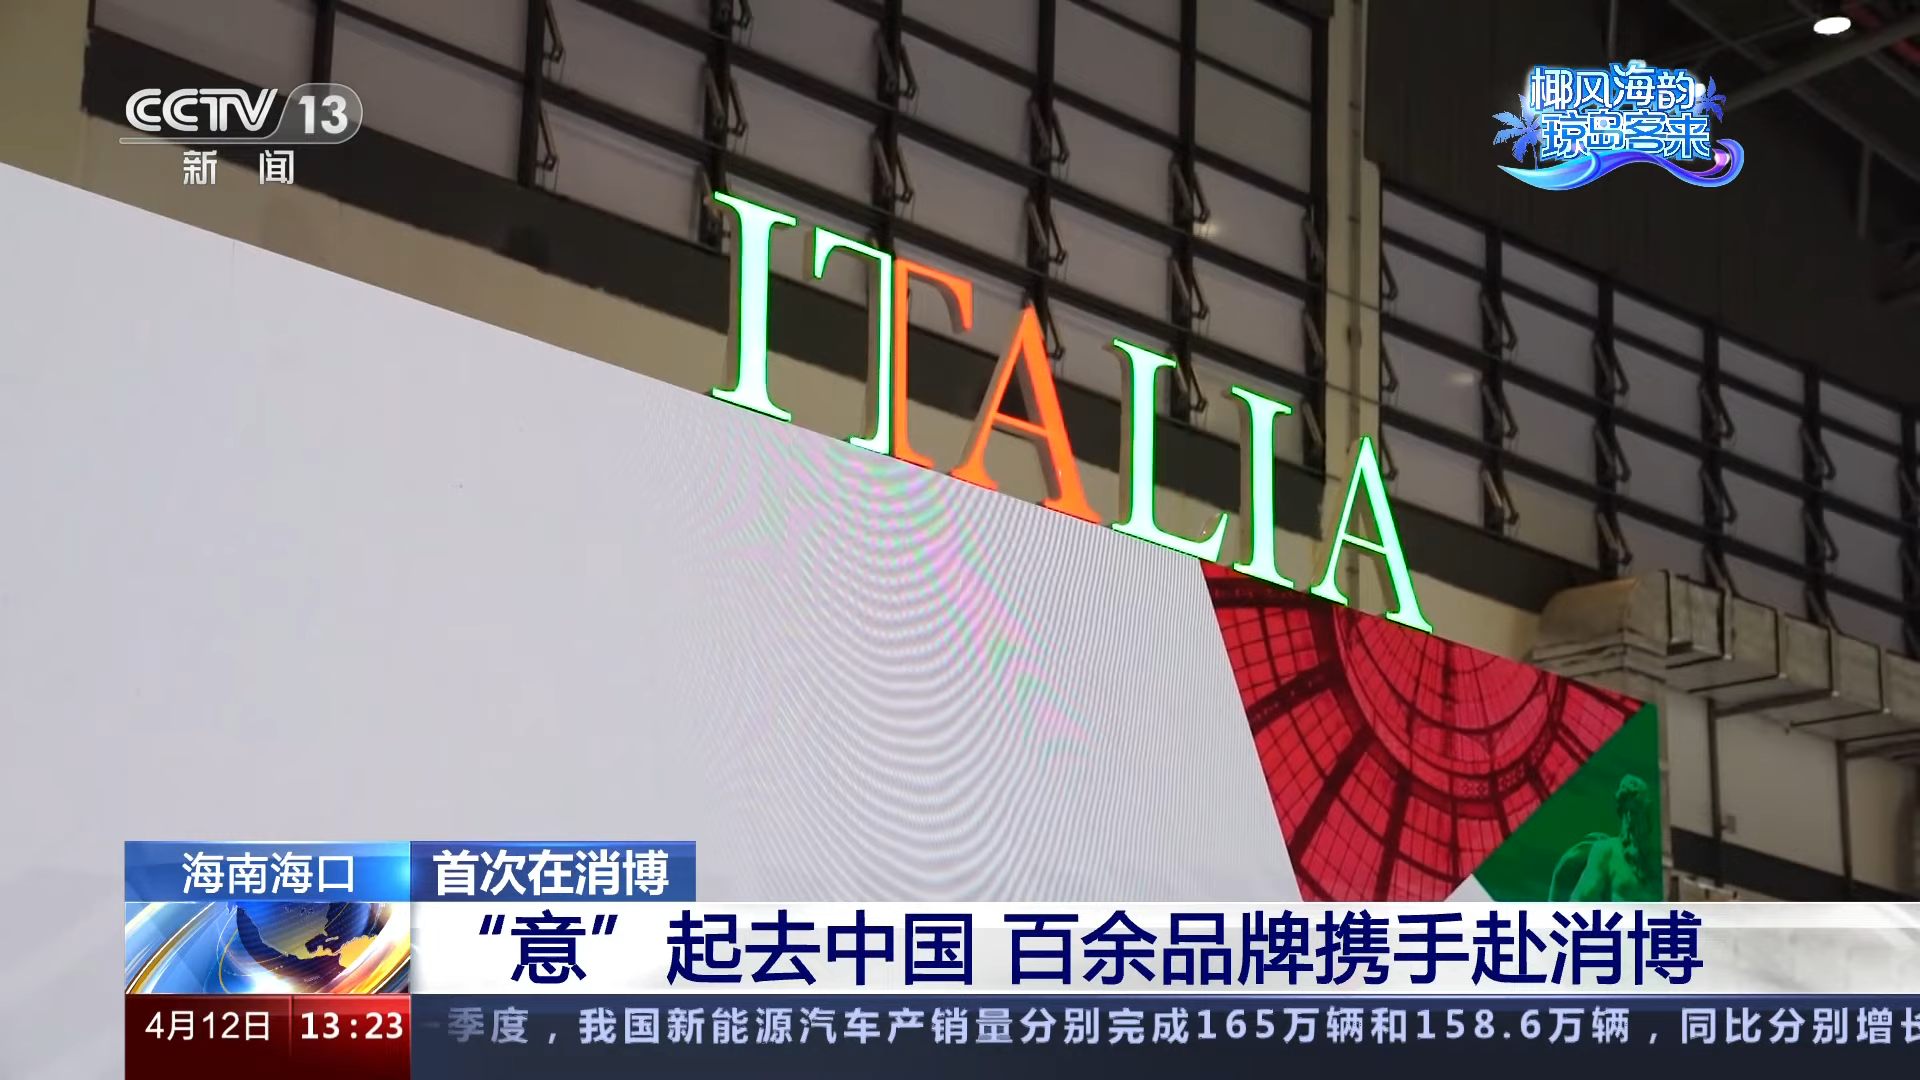 CCTV 13
新闻
椰风海韵
琼岛客来
ITALIA
海南海口
首次在消博
“意”起去中国 百余品牌携手赴消博
4月12日 13:23
季度，我国新能源汽车产销量分别完成165万辆和158.6万辆，同比分别增长